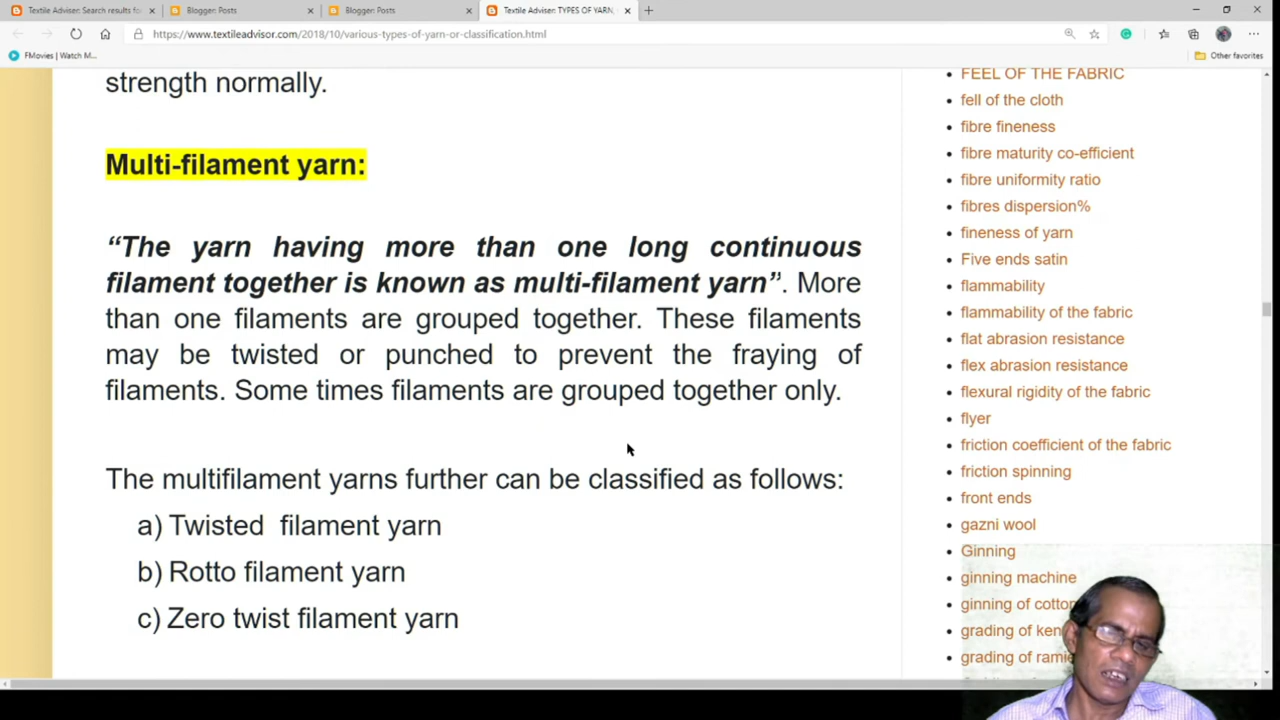 Textile Adviser: Search results fo
Blogger: Posts
Blogger: Posts
Textile Adviser: TYPES OF YARN,
https://www.textileadvisor.com/2018/10/various-types-of-yarn-or-classification.html
FMovies | Watch M...
Other favorites
strength normally.
Multi-filament yarn:
“The yarn having more than one long continuous
filament together is known as multi-filament yarn”. More
than one filaments are grouped together. These filaments
may be twisted or punched to prevent the fraying of
filaments. Some times filaments are grouped together only.
The multifilament yarns further can be classified as follows:
a) Twisted filament yarn
b) Rotto filament yarn
c) Zero twist filament yarn
FEEL OF THE FABRIC
fell of the cloth
fibre fineness
fibre maturity co-efficient
fibre uniformity ratio
fibres dispersion%
fineness of yarn
Five ends satin
flammability
flammability of the fabric
flat abrasion resistance
flex abrasion resistance
flexural rigidity of the fabric
flyer
friction coefficient of the fabric
friction spinning
front ends
gazni wool
Ginning
ginning machine
ginning of cotton
grading of ken
grading of ramie